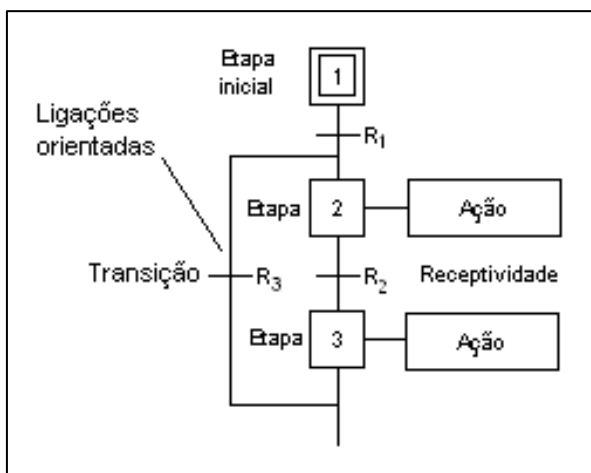 Etapa
inicial
1
Ligações
orientadas
R1
Etapa
2
Ação
Transição
R3
R2
Receptividade
Etapa
3
Ação